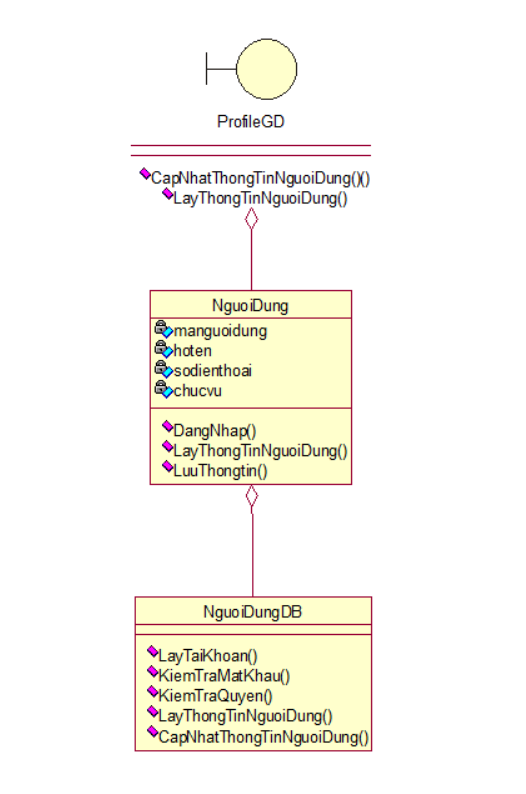 ProfileGD
CapNhatThongTinNguoiDung()()
LayThongTinNguoiDung()
NguoiDung
manguoidung
hoten
sodienthoai
chucvu
DangNhap()
LayThongTinNguoiDung()
LuuThongtin()
NguoiDungDB
LayTaiKhoan()
KiemTraMatKhau()
KiemTraQuyen()
LayThongTinNguoiDung()
CapNhatThongTinNguoiDung()